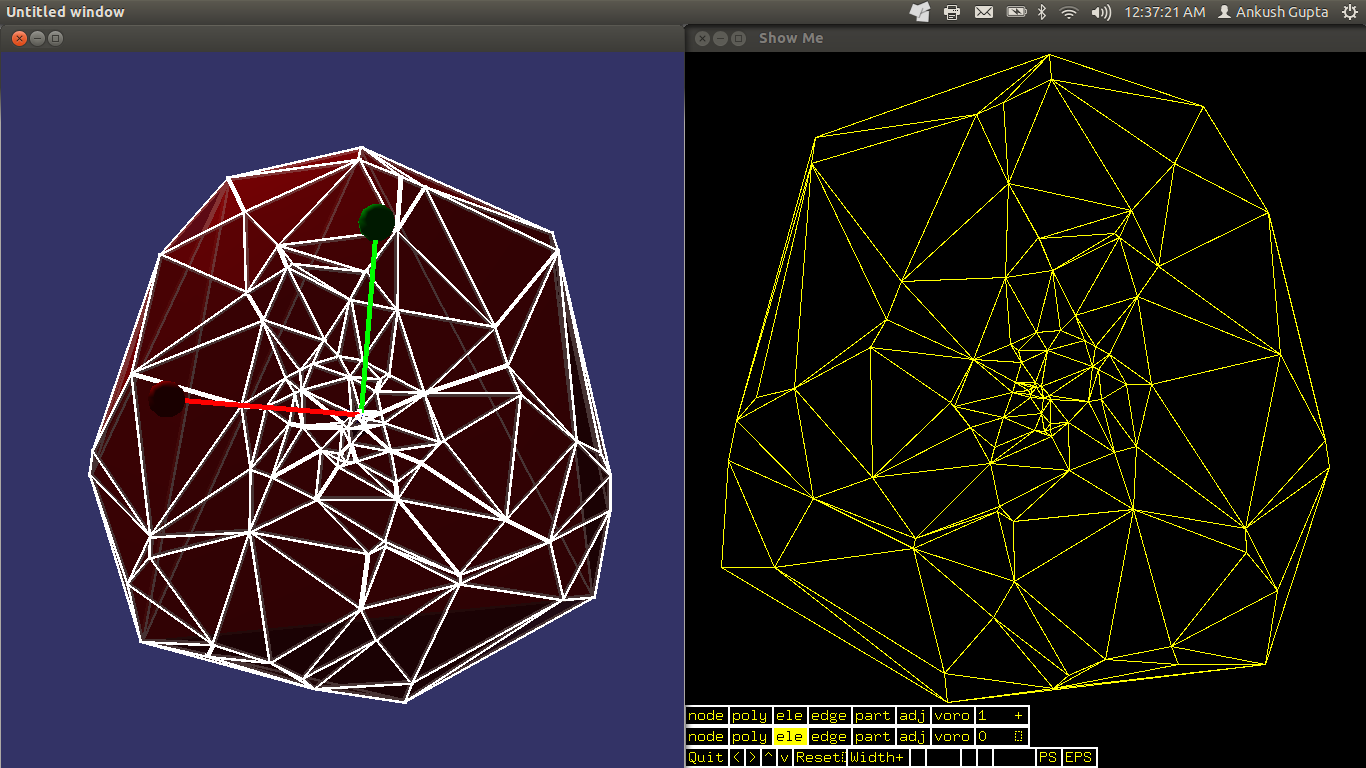 Untitled window
12:37:21 AM Ankush Gupta
Show Me
node poly ele edge part adj voro 1 +
node poly ele edge part adj voro 0
Quit < > ^ v Reset Width+ PS EPS